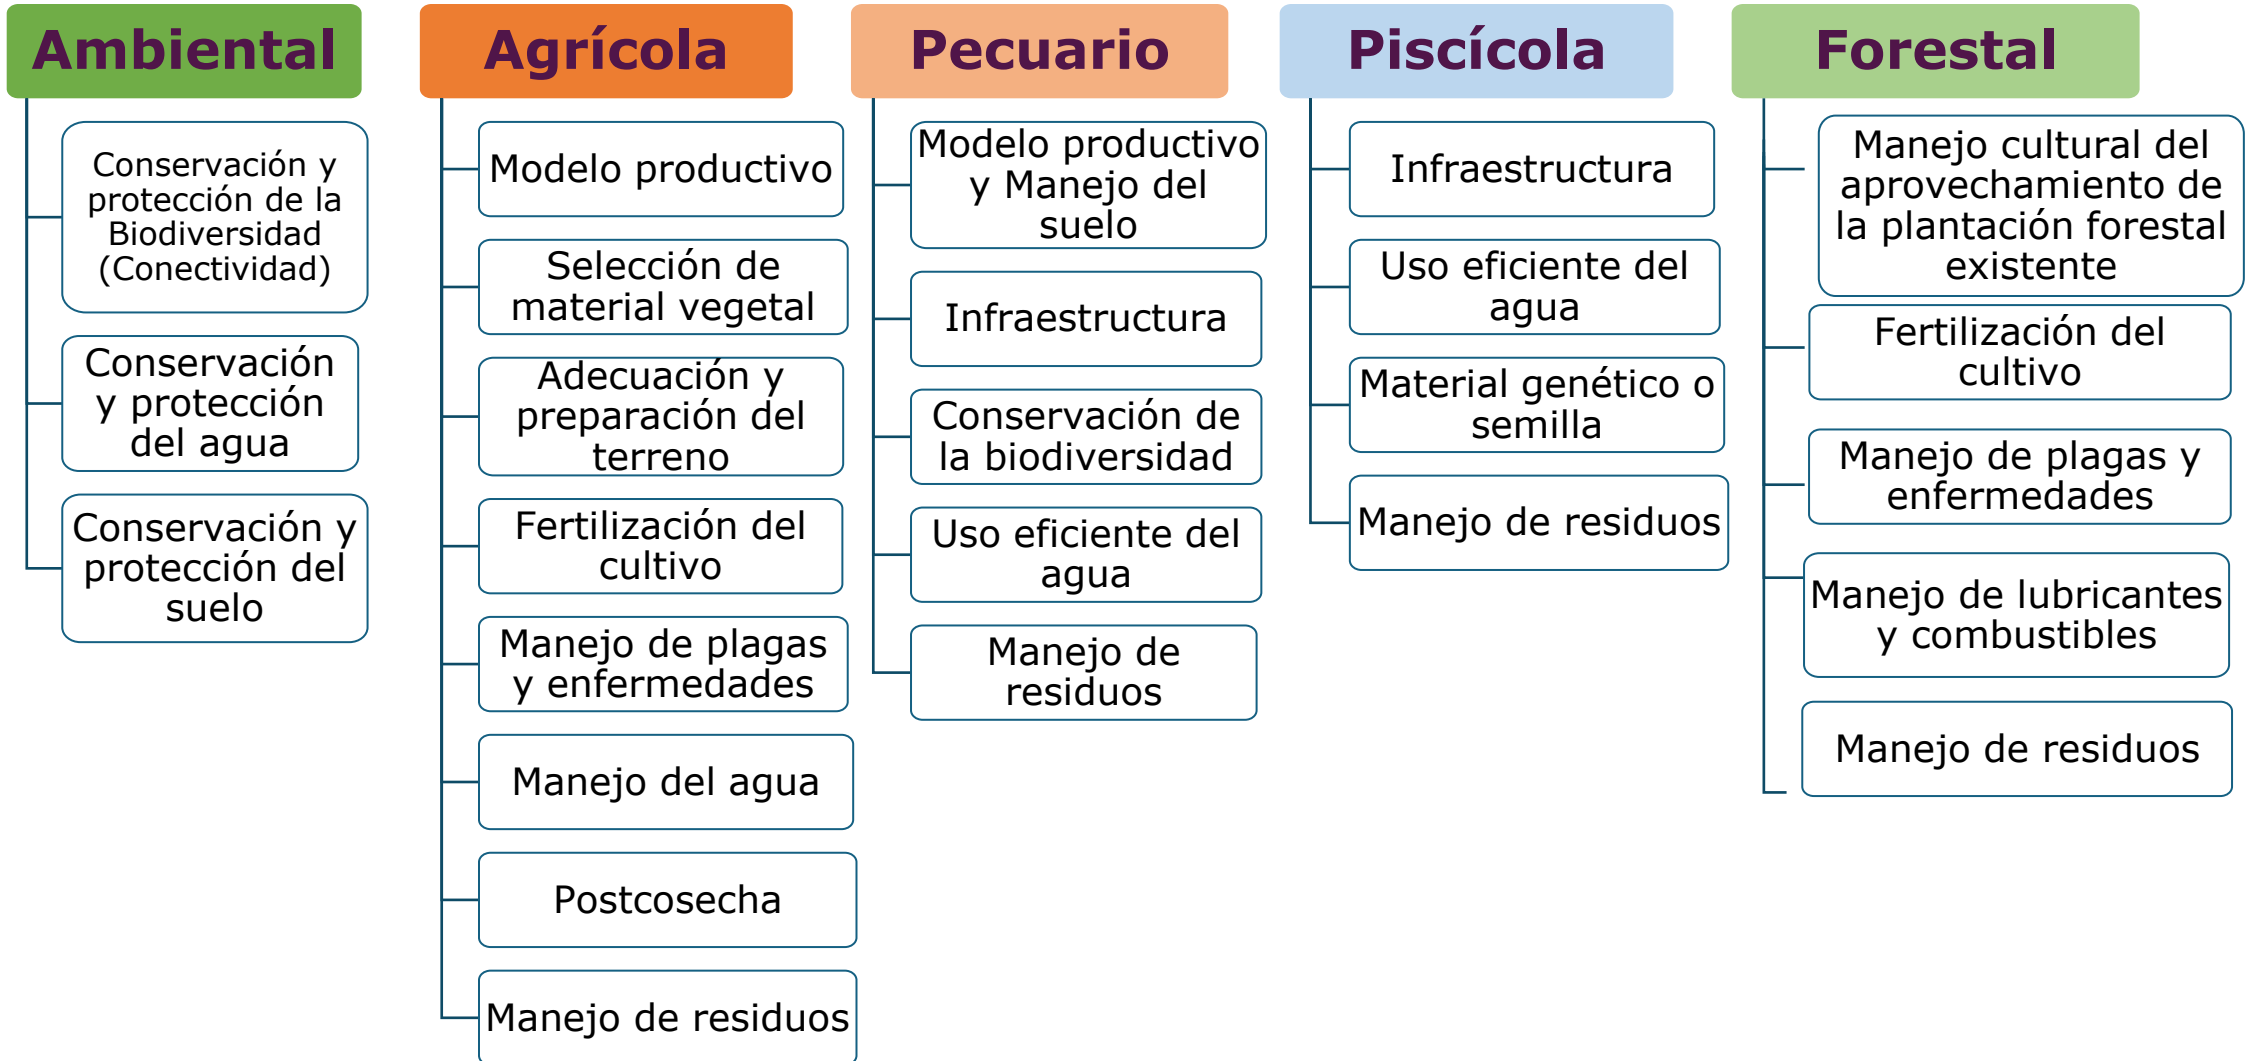 Ambiental
Conservación y
protección de la
Biodiversidad
(Conectividad)
Conservación
y protección
del agua
Conservación y
protección del
suelo
Agrícola
Modelo productivo
Selección de
material vegetal
Adecuación y
preparación del
terreno
Fertilización del
cultivo
Manejo de plagas
y enfermedades
Manejo del agua
Postcosecha
Manejo de residuos
Pecuario
Modelo productivo
y Manejo del
suelo
Infraestructura
Conservación de
la biodiversidad
Uso eficiente del
agua
Manejo de
residuos
Piscícola
Infraestructura
Uso eficiente del
agua
Material genético o
semilla
Manejo de residuos
Forestal
Manejo cultural del
aprovechamiento de
la plantación forestal
existente
Fertilización del
cultivo
Manejo de plagas y
enfermedades
Manejo de lubricantes
y combustibles
Manejo de residuos